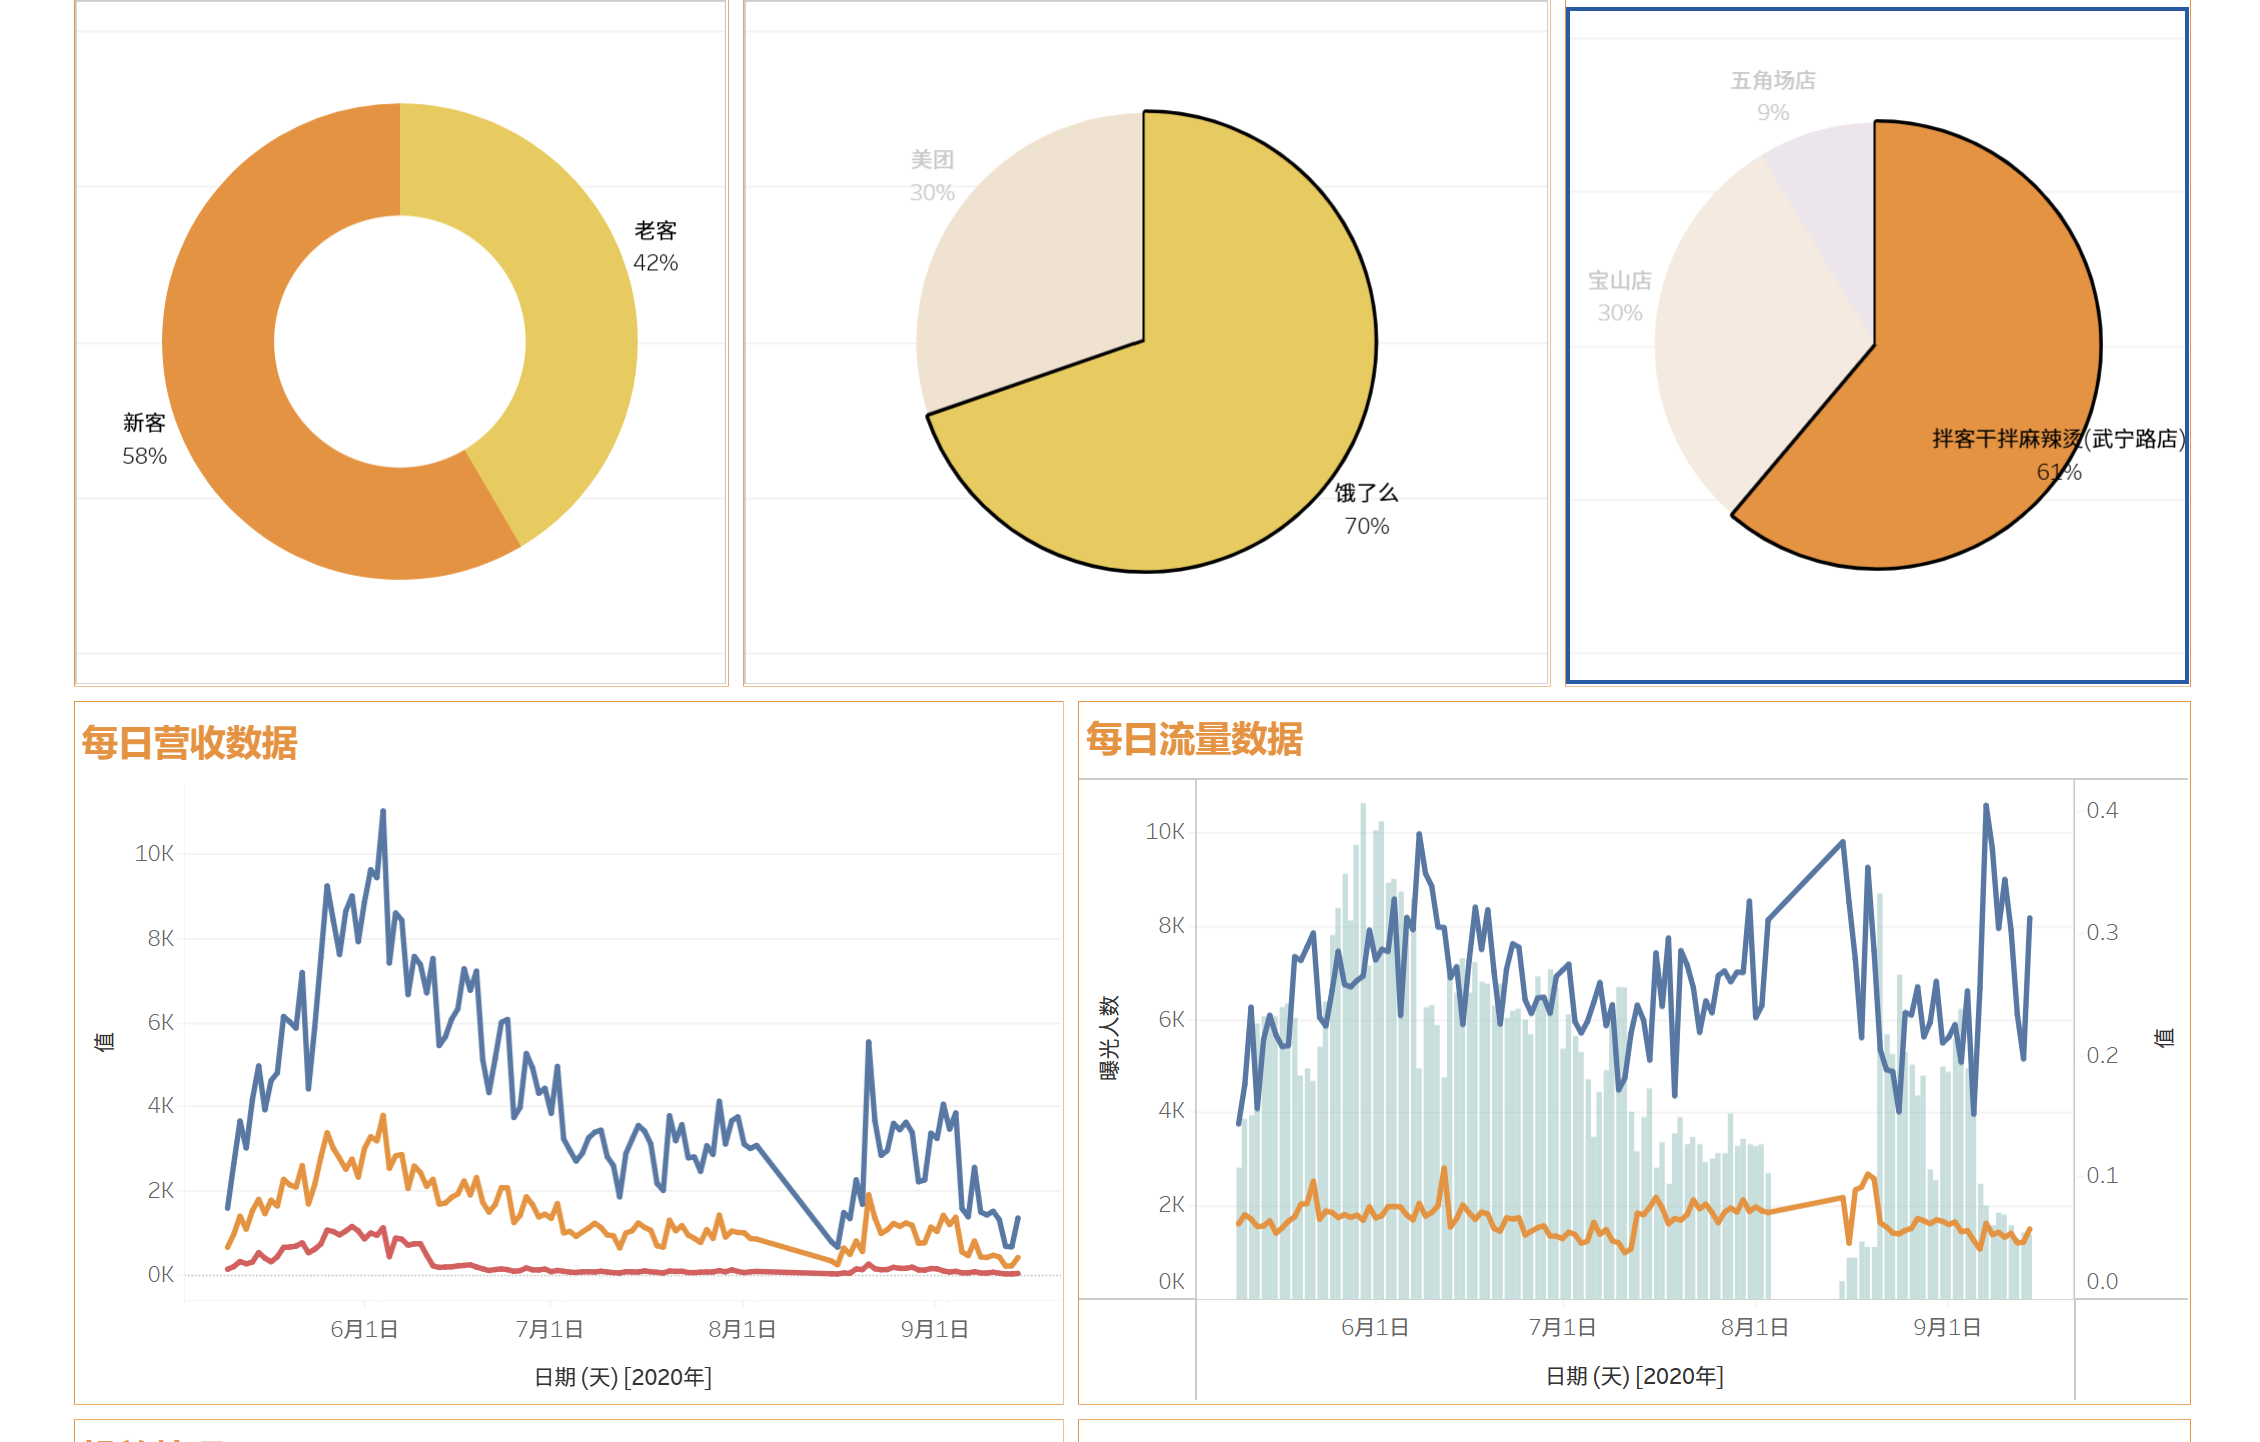 老客
42%
新客
58%
美团
30%
饿了么
70%
五角场店
9%
宝山店
30%
拌客干拌麻辣烫(武宁路店)
61%
每日营收数据
10K
8K
6K
4K
2K
0K
值
6月1日
7月1日
8月1日
9月1日
日期 (天) [2020年]
每日流量数据
10K
8K
6K
4K
2K
0K
曝光人数
0.4
0.3
0.2
0.1
0.0
值
6月1日
7月1日
8月1日
9月1日
日期 (天) [2020年]